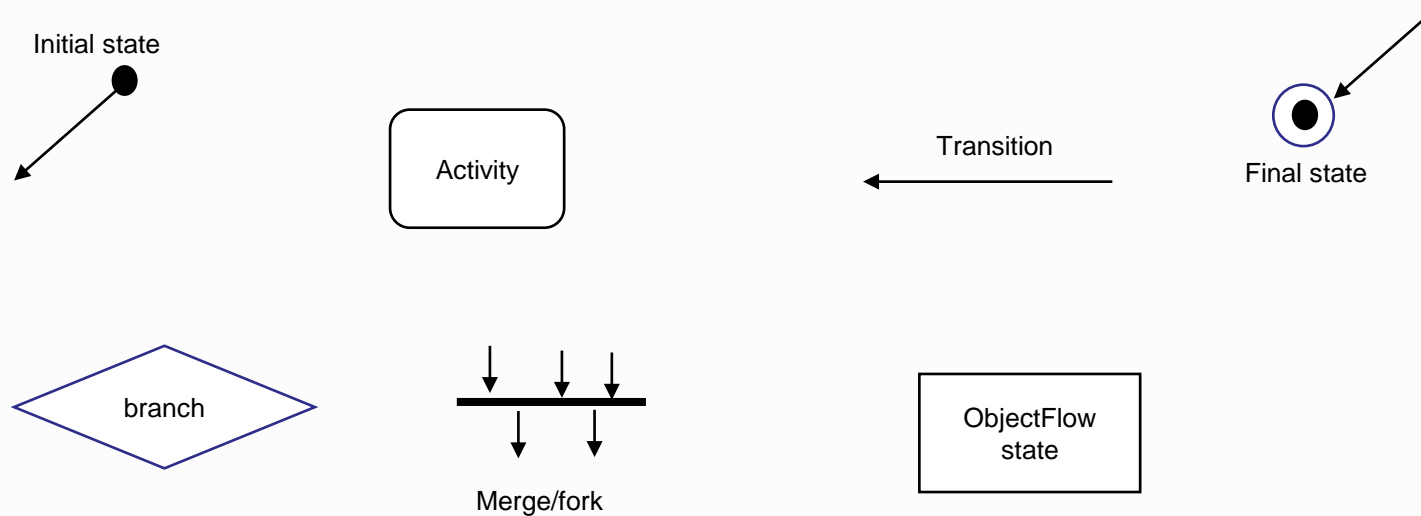 Initial state
Activity
Transition
Final state
branch
Merge/fork
ObjectFlow
state